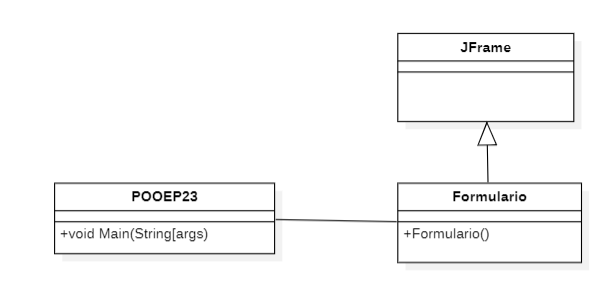 JFrame
POOEP23
+void Main(String[args)
Formulario
+Formulario()